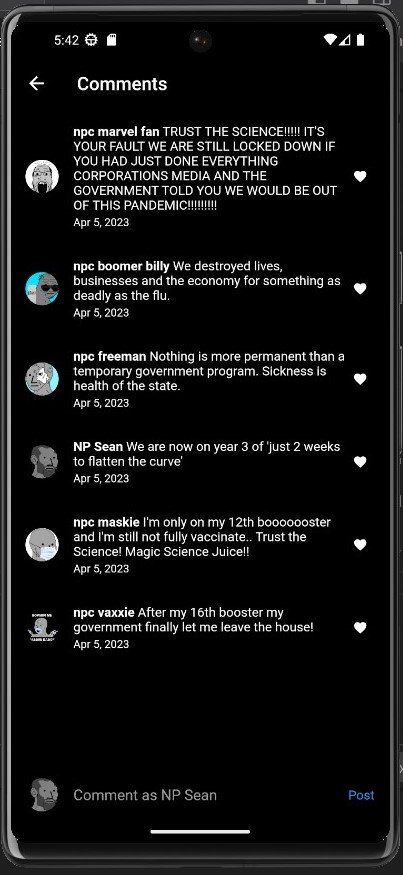 5:42
Comments
npc marvel fan TRUST THE SCIENCE!!!!! IT'S
YOUR FAULT WE ARE STILL LOCKED DOWN IF
YOU HAD JUST DONE EVERYTHING
CORPORATIONS MEDIA AND THE
GOVERNMENT TOLD YOU WE WOULD BE OUT
OF THIS PANDEMIC!!!!!!!!!
Apr 5, 2023
npc boomer billy We destroyed lives,
businesses and the economy for something as
deadly as the flu.
Apr 5, 2023
npc freeman Nothing is more permanent than a
temporary government program. Sickness is
health of the state.
Apr 5, 2023
NP Sean We are now on year 3 of 'just 2 weeks
to flatten the curve'
Apr 5, 2023
npc maskie I'm only on my 12th booooooster
and I'm still not fully vaccinate.. Trust the
Science! Magic Science Juice!!
Apr 5, 2023
npc vaxxie After my 16th booster my
government finally let me leave the house!
Apr 5, 2023
Comment as NP Sean
Post